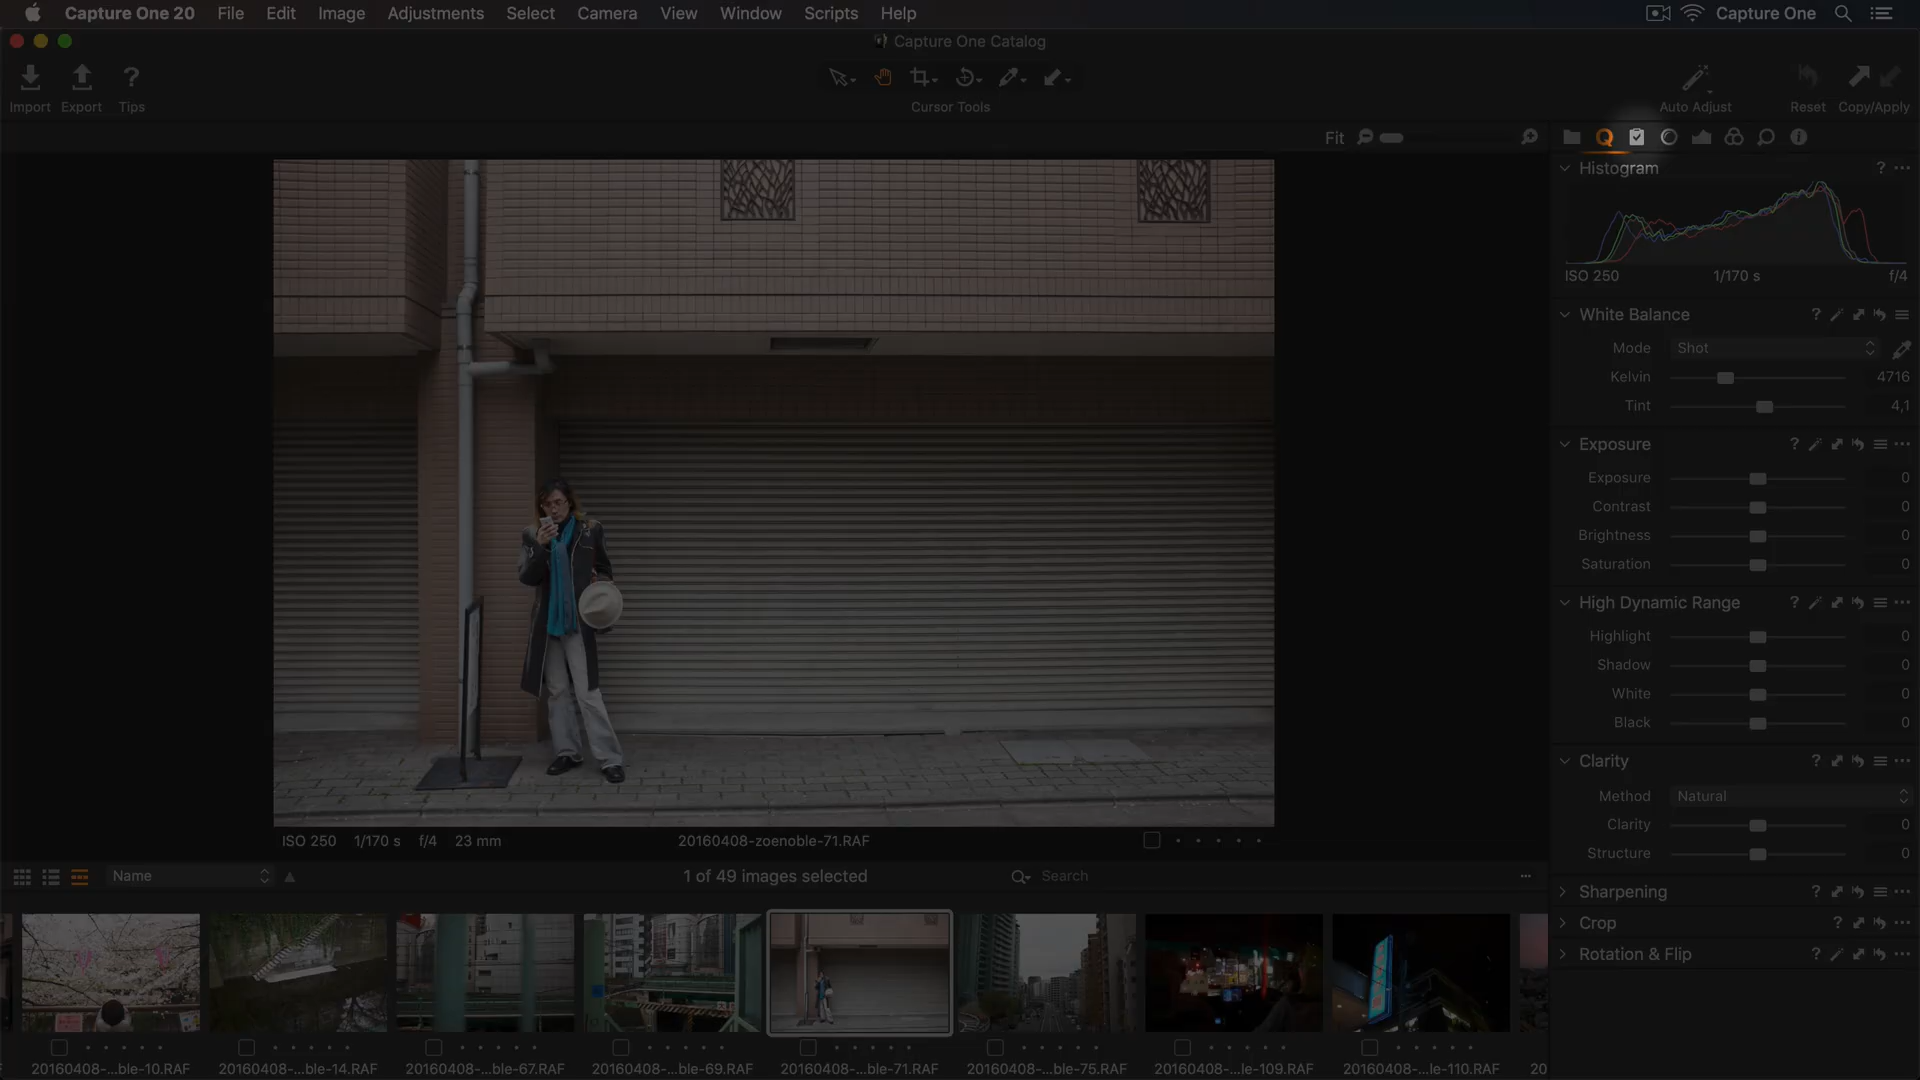 Capture One 20 File Edit Image Adjustments Select Camera View Window Scripts Help Capture One
Capture One Catalog
Import Export Tips Cursor Tools Auto Adjust Reset Copy/Apply
Fit
Histogram ?
ISO 250 1/170 s f/4
White Balance ?
Mode Shot
Kelvin 4716
Tint 4,1
Exposure ?
Exposure 0
Contrast 0
Brightness 0
Saturation 0
High Dynamic Range ?
Highlight 0
Shadow 0
White 0
Black 0
Clarity ?
Method Natural
Clarity 0
Structure 0
Sharpening ?
Crop ?
Rotation & Flip ?
ISO 250 1/170 s f/4 23 mm 20160408-zoenoble-71.RAF
Name 1 of 49 images selected Search
20160408-...ble-10.RAF 20160408-...ble-14.RAF 20160408-...ble-67.RAF 20160408-...ble-69.RAF 20160408-...ble-71.RAF 20160408-...ble-75.RAF 20160408-...le-109.RAF 20160408-...le-110.RAF 20